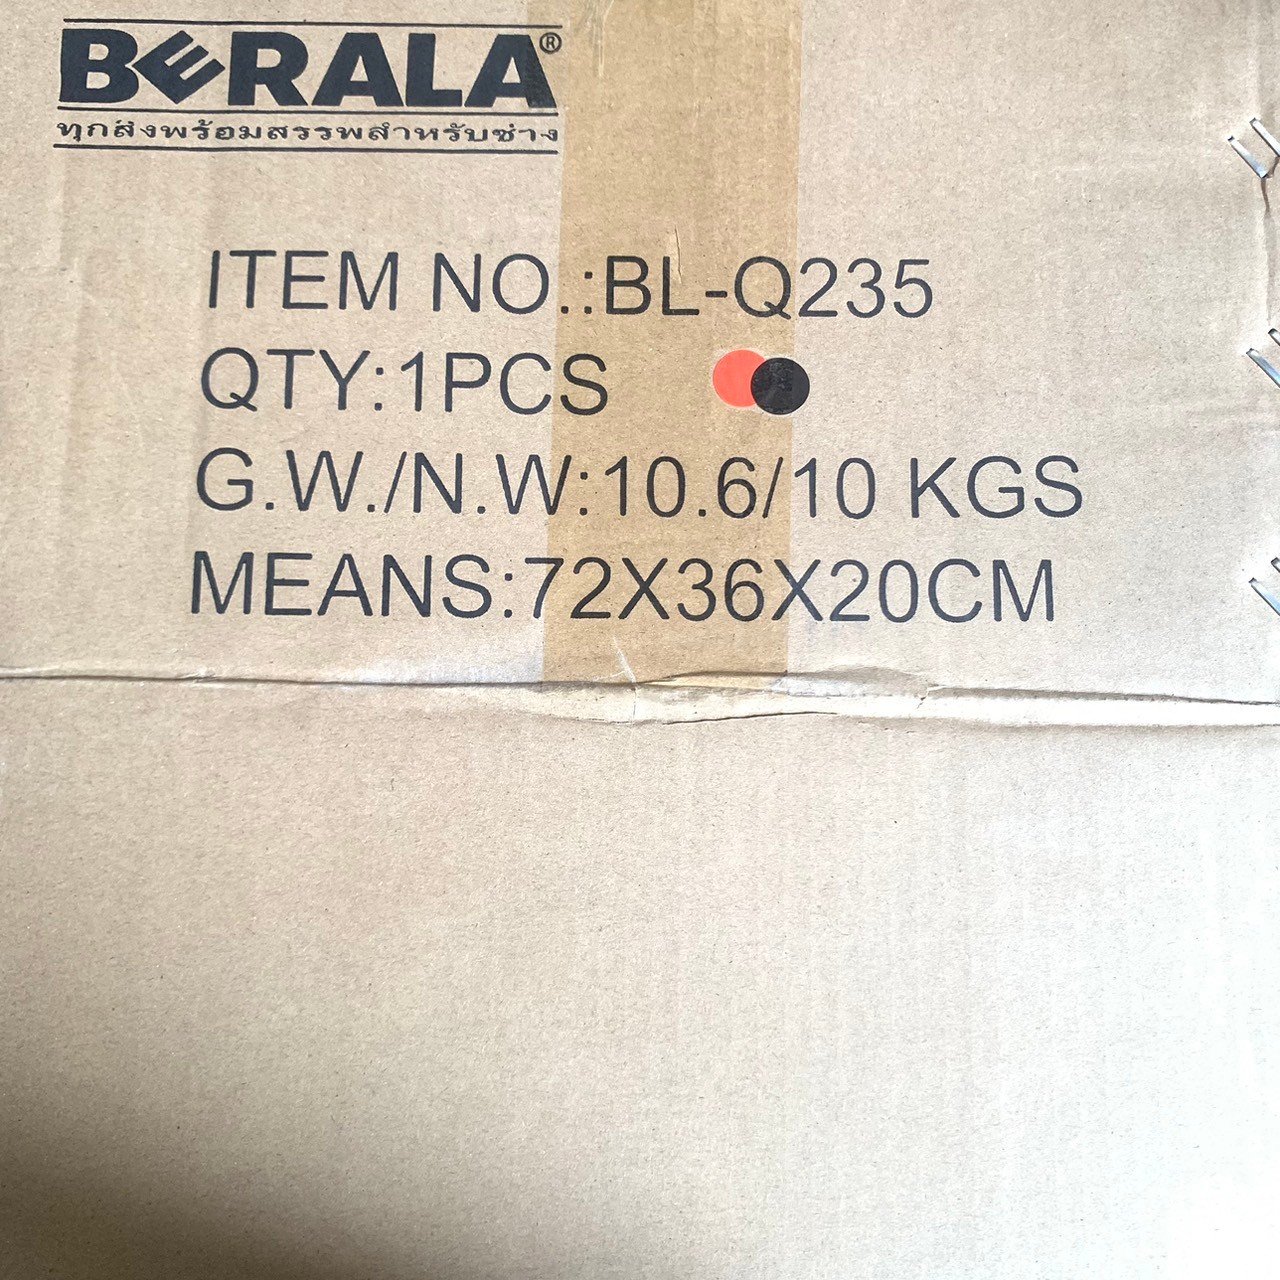 BERALA®
ทุกสิ่งพร้อมสรรพสำหรับช่าง
ITEM NO.:BL-Q235
QTY:1PCS
G.W./N.W:10.6/10 KGS
MEANS:72X36X20CM